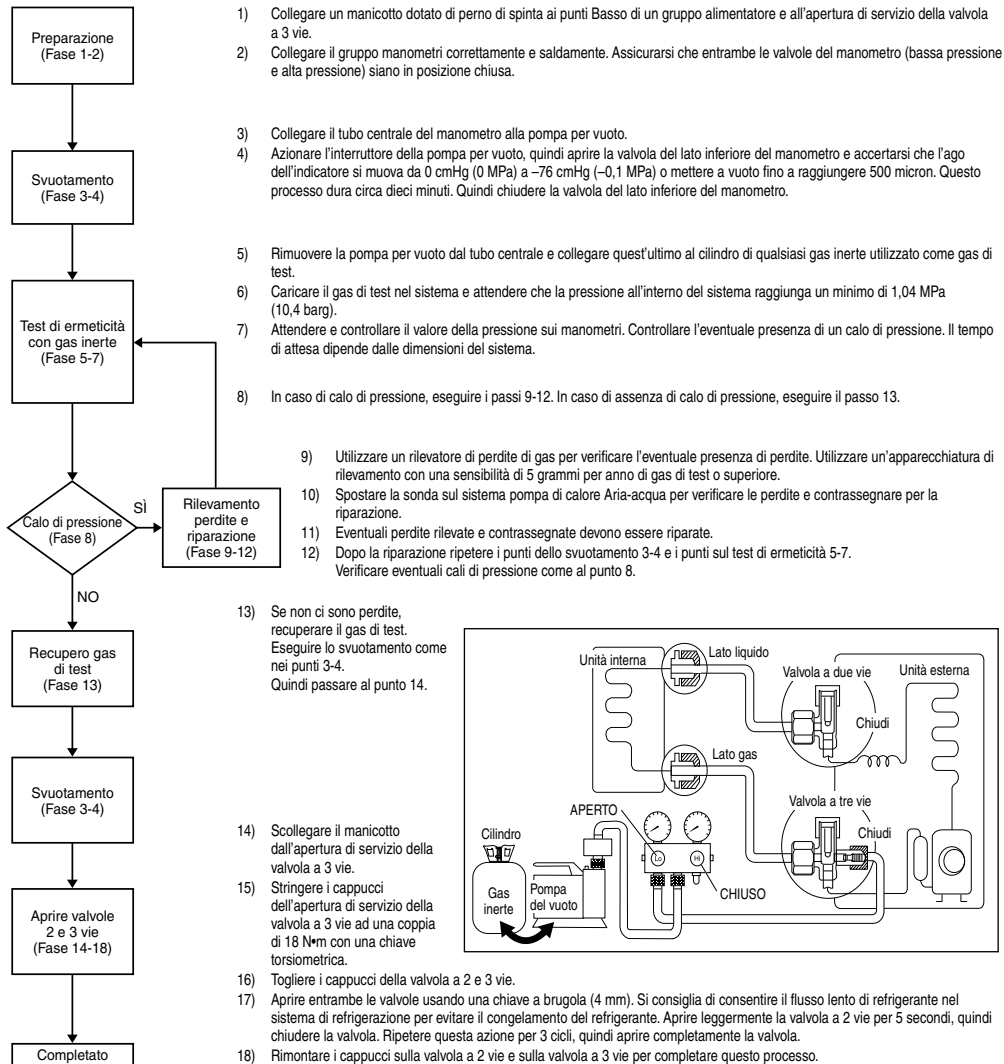 Preparazione
(Fase 1-2)
1) Collegare un manicotto dotato di perno di spinta ai punti Basso di un gruppo alimentatore e all'apertura di servizio della valvola
a 3 vie.
2) Collegare il gruppo manometri correttamente e saldamente. Assicurarsi che entrambe le valvole del manometro (bassa pressione
e alta pressione) siano in posizione chiusa.
Svuotamento
(Fase 3-4)
3) Collegare il tubo centrale del manometro alla pompa per vuoto.
4) Azionare l'interruttore della pompa per vuoto, quindi aprire la valvola del lato inferiore del manometro e accertarsi che l'ago
dell'indicatore si muova da 0 cmHg (0 MPa) a –76 cmHg (–0,1 MPa) o mettere a vuoto fino a raggiungere 500 micron. Questo
processo dura circa dieci minuti. Quindi chiudere la valvola del lato inferiore del manometro.
Test di ermeticità
con gas inerte
(Fase 5-7)
5) Rimuovere la pompa per vuoto dal tubo centrale e collegare quest'ultimo al cilindro di qualsiasi gas inerte utilizzato come gas di
test.
6) Caricare il gas di test nel sistema e attendere che la pressione all'interno del sistema raggiunga un minimo di 1,04 MPa
(10,4 barg).
7) Attendere e controllare il valore della pressione sui manometri. Controllare l'eventuale presenza di un calo di pressione. Il tempo
di attesa dipende dalle dimensioni del sistema.
8) In caso di calo di pressione, eseguire i passi 9-12. In caso di assenza di calo di pressione, eseguire il passo 13.
Calo di pressione
(Fase 8)
SÌ
NO
Rilevamento
perdite e
riparazione
(Fase 9-12)
9) Utilizzare un rilevatore di perdite di gas per verificare l'eventuale presenza di perdite. Utilizzare un'apparecchiatura di
rilevamento con una sensibilità di 5 grammi per anno di gas di test o superiore.
10) Spostare la sonda sul sistema pompa di calore Aria-acqua per verificare le perdite e contrassegnare per la
riparazione.
11) Eventuali perdite rilevate e contrassegnate devono essere riparate.
12) Dopo la riparazione ripetere i punti dello svuotamento 3-4 e i punti sul test di ermeticità 5-7.
Verificare eventuali cali di pressione come al punto 8.
Recupero gas
di test
(Fase 13)
13) Se non ci sono perdite,
recuperare il gas di test.
Eseguire lo svuotamento come
nei punti 3-4.
Quindi passare al punto 14.
Svuotamento
(Fase 3-4)
Aprire valvole
2 e 3 vie
(Fase 14-18)
14) Scollegare il manicotto
dall'apertura di servizio della
valvola a 3 vie.
15) Stringere i cappucci
dell'apertura di servizio della
valvola a 3 vie ad una coppia
di 18 N•m con una chiave
torsiometrica.
Unità interna
Lato liquido
Valvola a due vie
Unità esterna
Chiudi
Lato gas
Valvola a tre vie
Chiudi
APERTO
Cilindro
Lo
Hi
Gas
inerte
Pompa
del vuoto
CHIUSO
16) Togliere i cappucci della valvola a 2 e 3 vie.
17) Aprire entrambe le valvole usando una chiave a brugola (4 mm). Si consiglia di consentire il flusso lento di refrigerante nel
sistema di refrigerazione per evitare il congelamento del refrigerante. Aprire leggermente la valvola a 2 vie per 5 secondi, quindi
chiudere la valvola. Ripetere questa azione per 3 cicli, quindi aprire completamente la valvola.
18) Rimontare i cappucci sulla valvola a 2 vie e sulla valvola a 3 vie per completare questo processo.
Completato